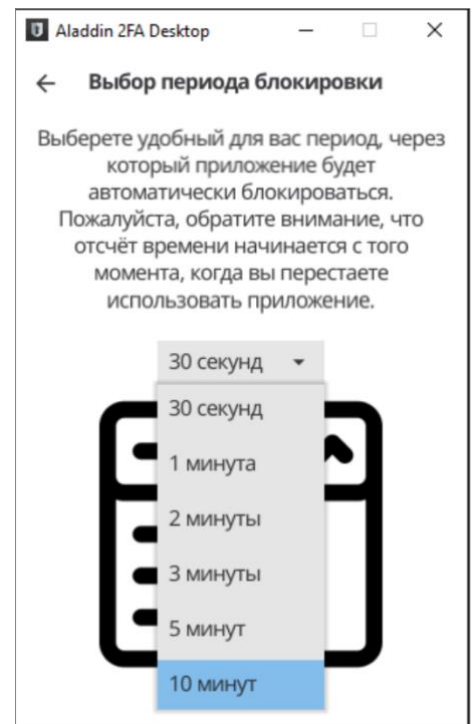 Aladdin 2FA Desktop
Выбор периода блокировки
Выберете удобный для вас период, через
который приложение будет
автоматически блокироваться.
Пожалуйста, обратите внимание, что
отсчёт времени начинается с того
момента, когда вы перестаете
использовать приложение.
30 секунд
30 секунд
1 минута
2 минуты
3 минуты
5 минут
10 минут